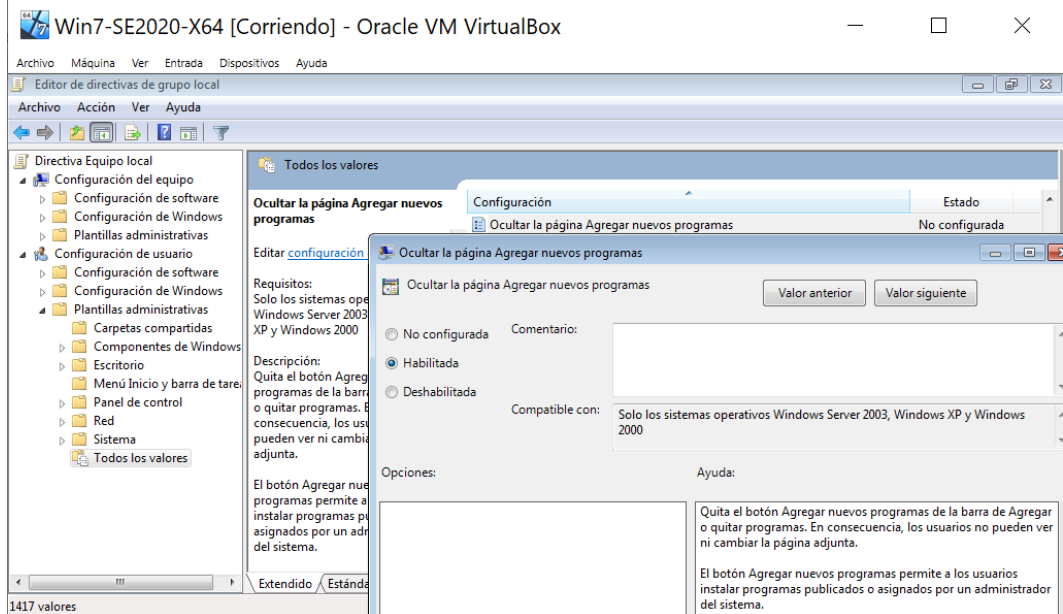 Win7-SE2020-X64 [Corriendo] - Oracle VM VirtualBox
Archivo Máquina Ver Entrada Dispositivos Ayuda
Editor de directivas de grupo local
Archivo Acción Ver Ayuda
Directiva Equipo local
Configuración del equipo
Configuración de software
Configuración de Windows
Plantillas administrativas
Configuración de usuario
Configuración de software
Configuración de Windows
Plantillas administrativas
Carpetas compartidas
Componentes de Windows
Escritorio
Menú Inicio y barra de tarea
Panel de control
Red
Sistema
Todos los valores
Todos los valores
Ocultar la página Agregar nuevos
programas
Editar configuración
Requisitos:
Solo los sistemas ope
Windows Server 2003
XP y Windows 2000
Descripción:
Quita el botón Agreg
programas de la barra
o quitar programas. E
consecuencia, los usu
pueden ver ni cambia
adjunta.
El botón Agregar nue
programas permite a
instalar programas pu
asignados por un adr
del sistema.
Extendido Estánda
Configuración Estado
Ocultar la página Agregar nuevos programas No configurada
Ocultar la página Agregar nuevos programas
Ocultar la página Agregar nuevos programas
Valor anterior Valor siguiente
No configurada
Habilitada
Deshabilitada
Comentario:
Compatible con:
Solo los sistemas operativos Windows Server 2003, Windows XP y Windows
2000
Opciones:
Ayuda:
Quita el botón Agregar nuevos programas de la barra de Agregar
o quitar programas. En consecuencia, los usuarios no pueden ver
ni cambiar la página adjunta.
El botón Agregar nuevos programas permite a los usuarios
instalar programas publicados o asignados por un administrador
del sistema.
1417 valores